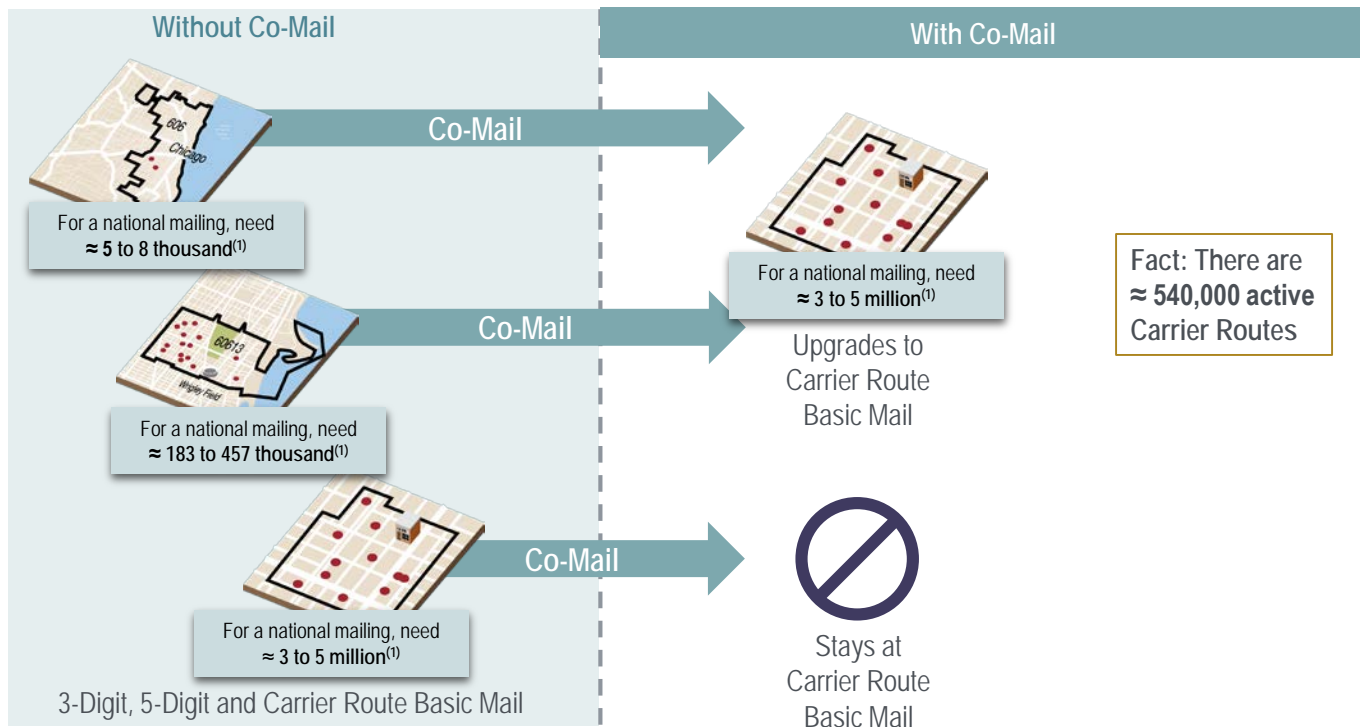 Without Co-Mail
With Co-Mail
606
Chicago
Co-Mail
For a national mailing, need
≈ 5 to 8 thousand(1)
For a national mailing, need
≈ 3 to 5 million(1)
Upgrades to
Carrier Route
Basic Mail
Fact: There are
≈ 540,000 active
Carrier Routes
60613
Wrigley Field
Co-Mail
For a national mailing, need
≈ 183 to 457 thousand(1)
Co-Mail
For a national mailing, need
≈ 3 to 5 million(1)
Stays at
Carrier Route
Basic Mail
3-Digit, 5-Digit and Carrier Route Basic Mail